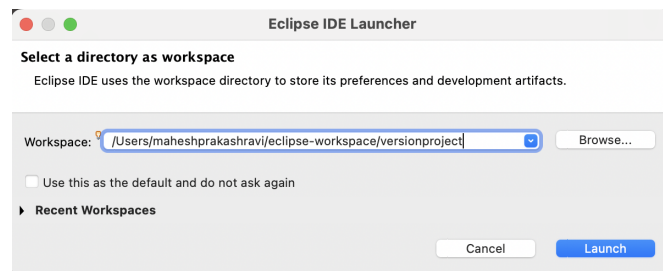 Eclipse IDE Launcher
Select a directory as workspace
Eclipse IDE uses the workspace directory to store its preferences and development artifacts.
Workspace: /Users/maheshprakashravi/eclipse-workspace/versionproject Browse...
Use this as the default and do not ask again
Recent Workspaces
Cancel Launch